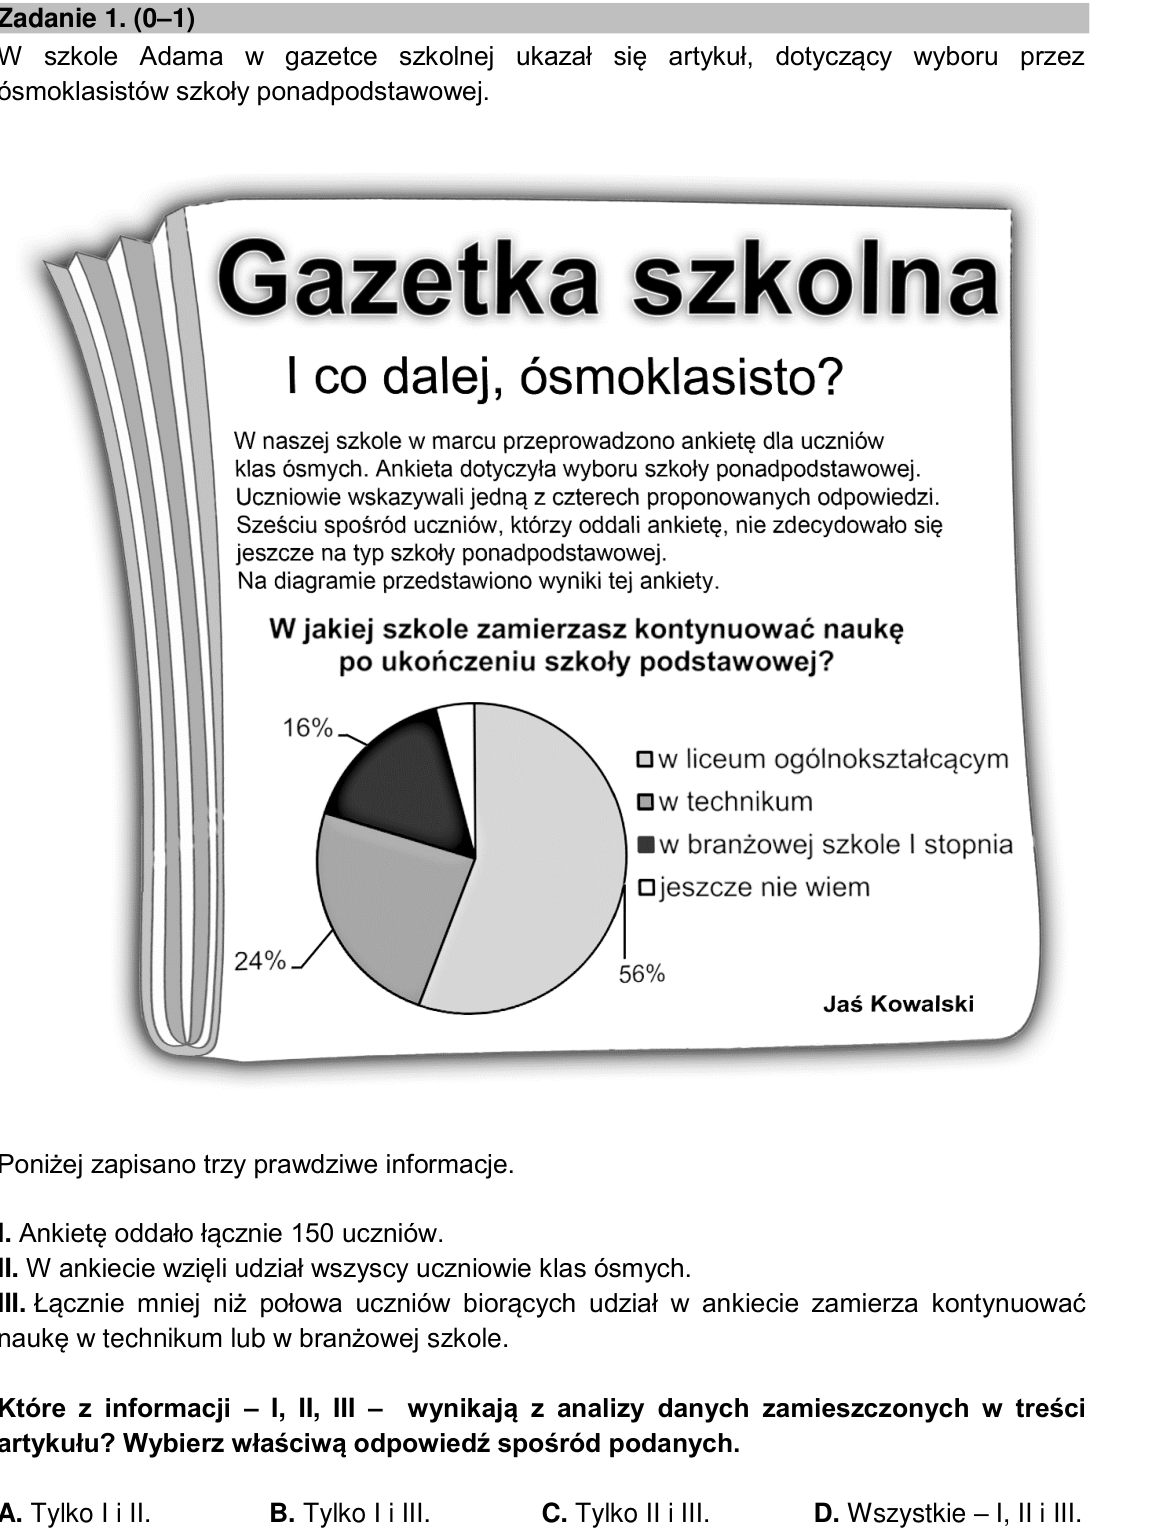 Zadanie 1. (0–1)
W szkole Adama w gazetce szkolnej ukazał się artykuł, dotyczący wyboru przez
ósmoklasistów szkoły ponadpodstawowej.
Gazetka szkolna
I co dalej, ósmoklasisto?
W naszej szkole w marcu przeprowadzono ankietę dla uczniów
klas ósmych. Ankieta dotyczyła wyboru szkoły ponadpodstawowej.
Uczniowie wskazywali jedną z czterech proponowanych odpowiedzi.
Sześciu spośród uczniów, którzy oddali ankietę, nie zdecydowało się
jeszcze na typ szkoły ponadpodstawowej.
Na diagramie przedstawiono wyniki tej ankiety.
W jakiej szkole zamierzasz kontynuować naukę
po ukończeniu szkoły podstawowej?
16%
w liceum ogólnokształcącym
w technikum
w branżowej szkole I stopnia
jeszcze nie wiem
24%
56%
Jaś Kowalski
Poniżej zapisano trzy prawdziwe informacje.
I. Ankietę oddało łącznie 150 uczniów.
II. W ankiecie wzięli udział wszyscy uczniowie klas ósmych.
III. Łącznie mniej niż połowa uczniów biorących udział w ankiecie zamierza kontynuować
naukę w technikum lub w branżowej szkole.
Które z informacji – I, II, III – wynikają z analizy danych zamieszczonych w treści
artykułu? Wybierz właściwą odpowiedź spośród podanych.
A. Tylko I i II. B. Tylko I i III. C. Tylko II i III. D. Wszystkie – I, II i III.